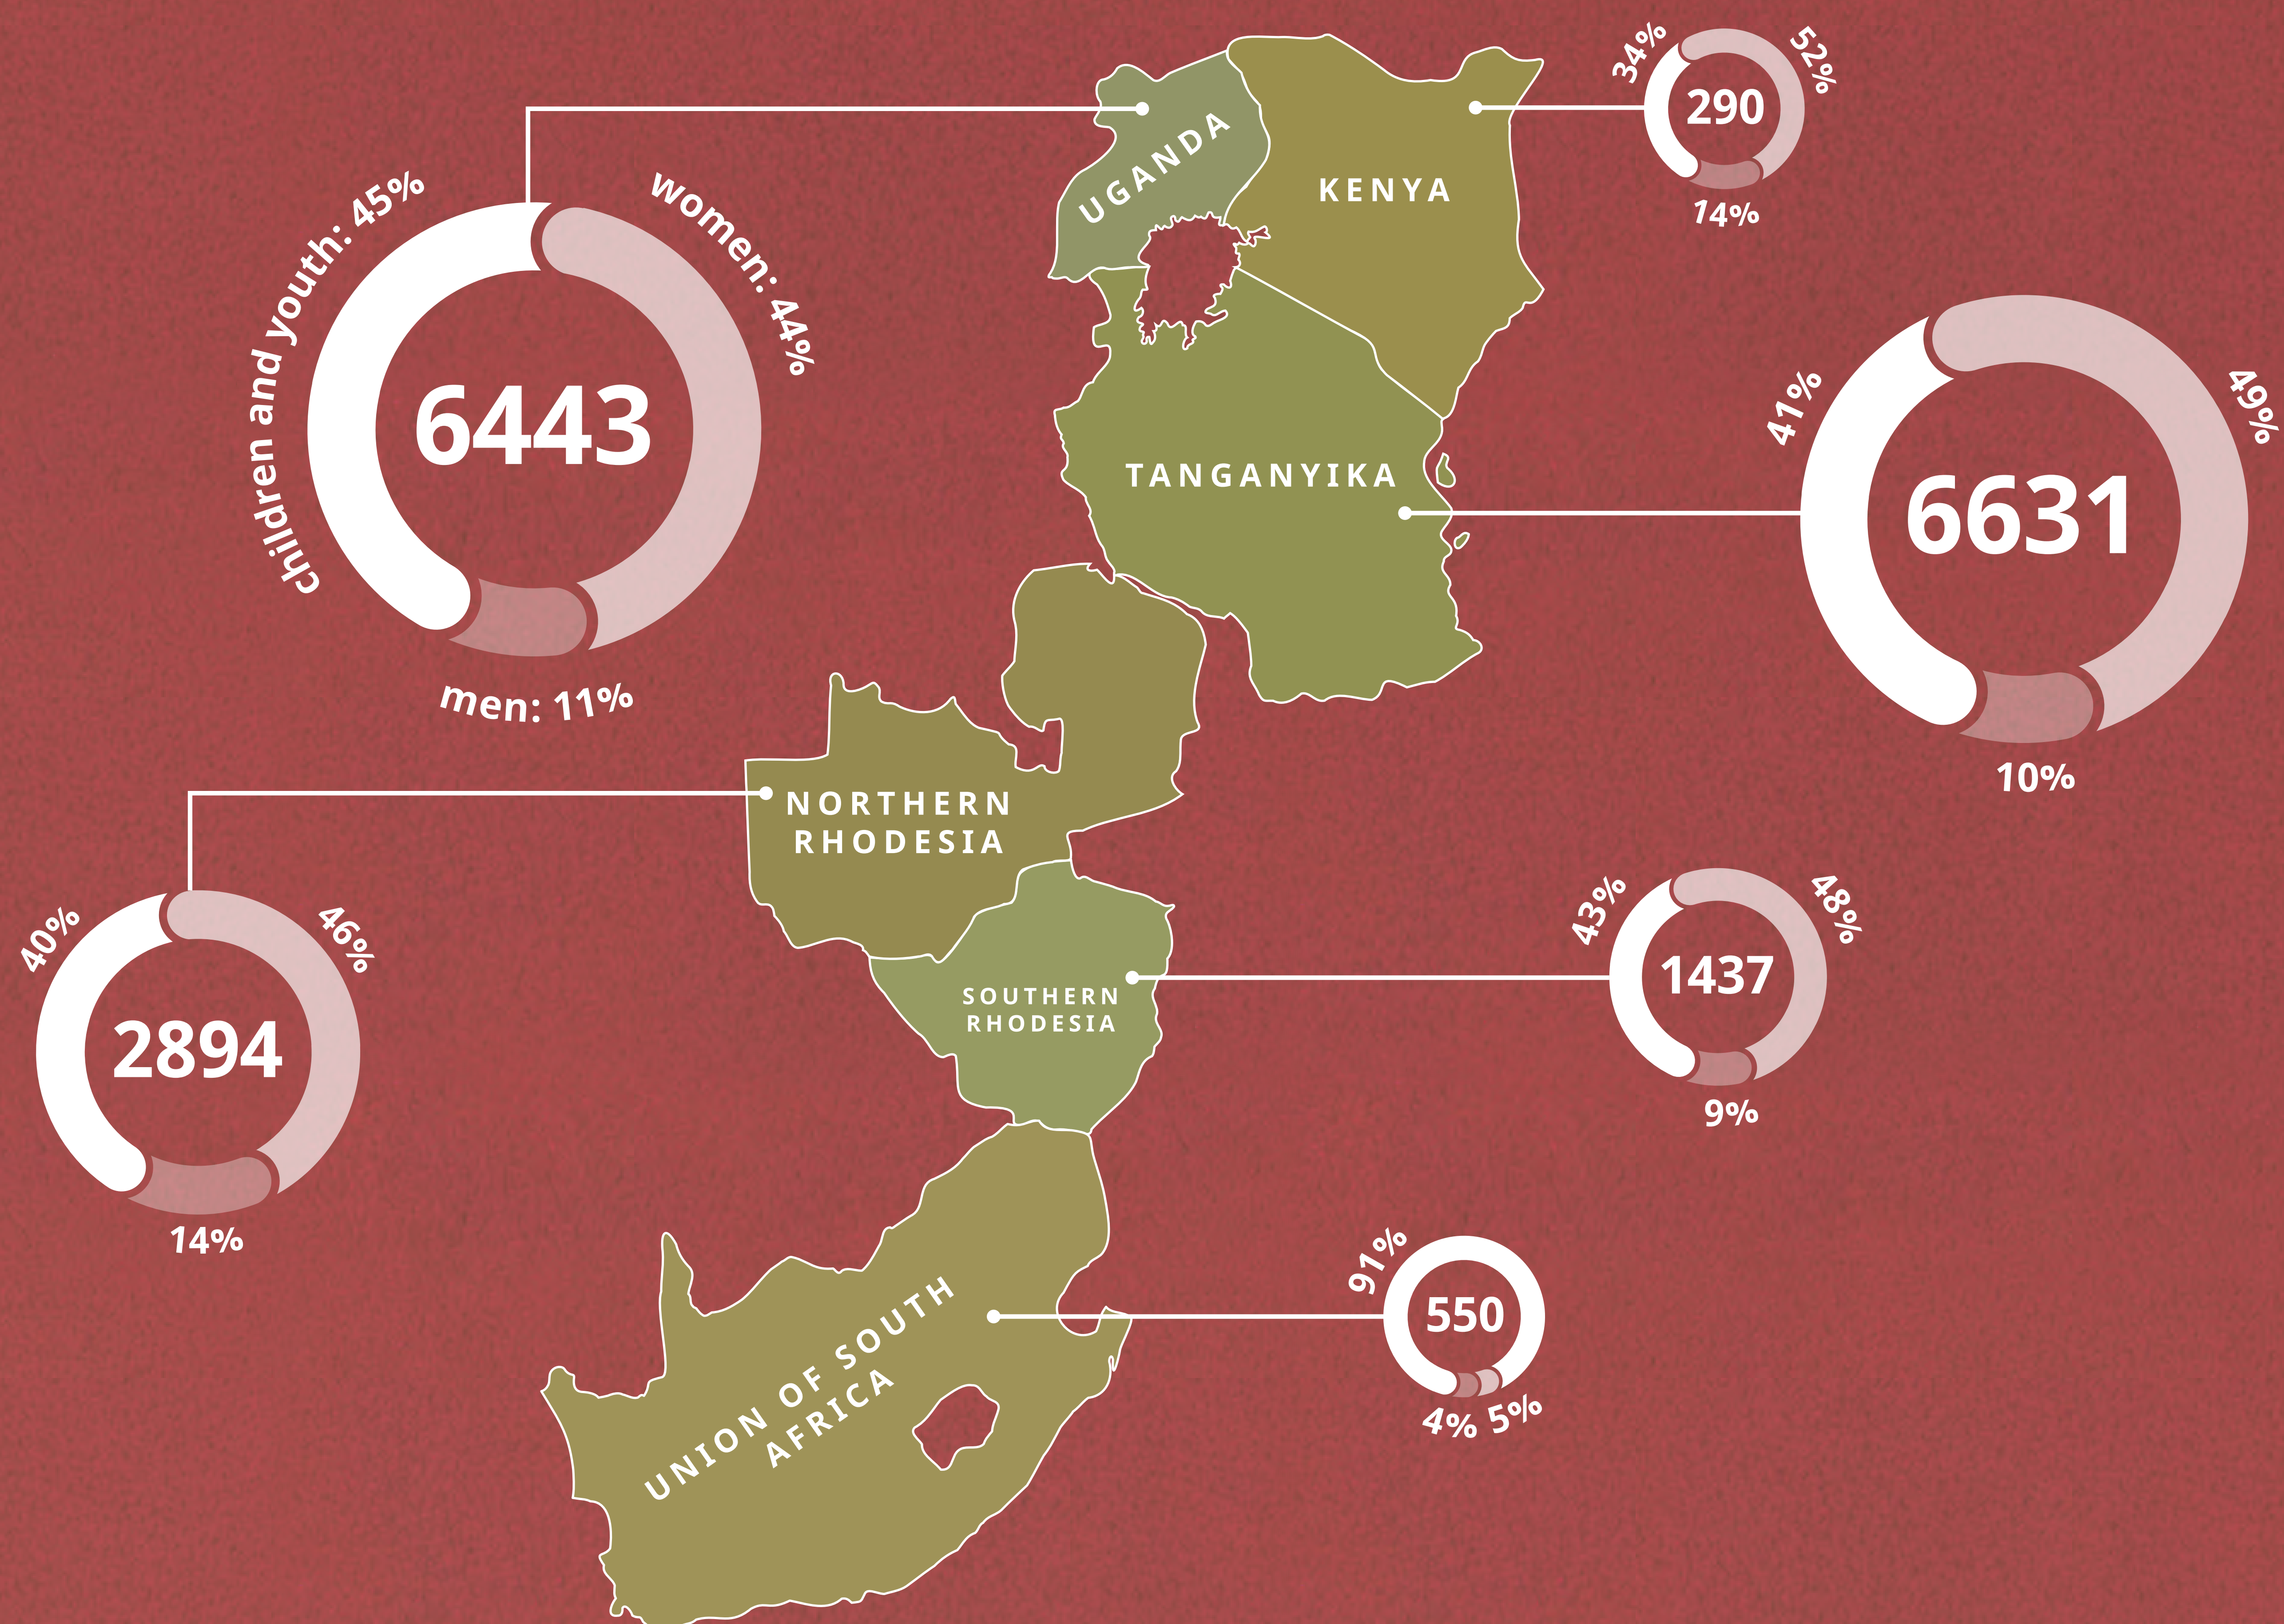 34%
52%
290
14%
UGANDA
KENYA
children and youth: 45%
women: 44%
6443
men: 11%
41%
49%
6631
10%
TANGANYIKA
NORTHERN
RHODESIA
40%
46%
2894
14%
SOUTHERN
RHODESIA
43%
48%
1437
9%
UNION OF SOUTH
AFRICA
91%
550
4% 5%